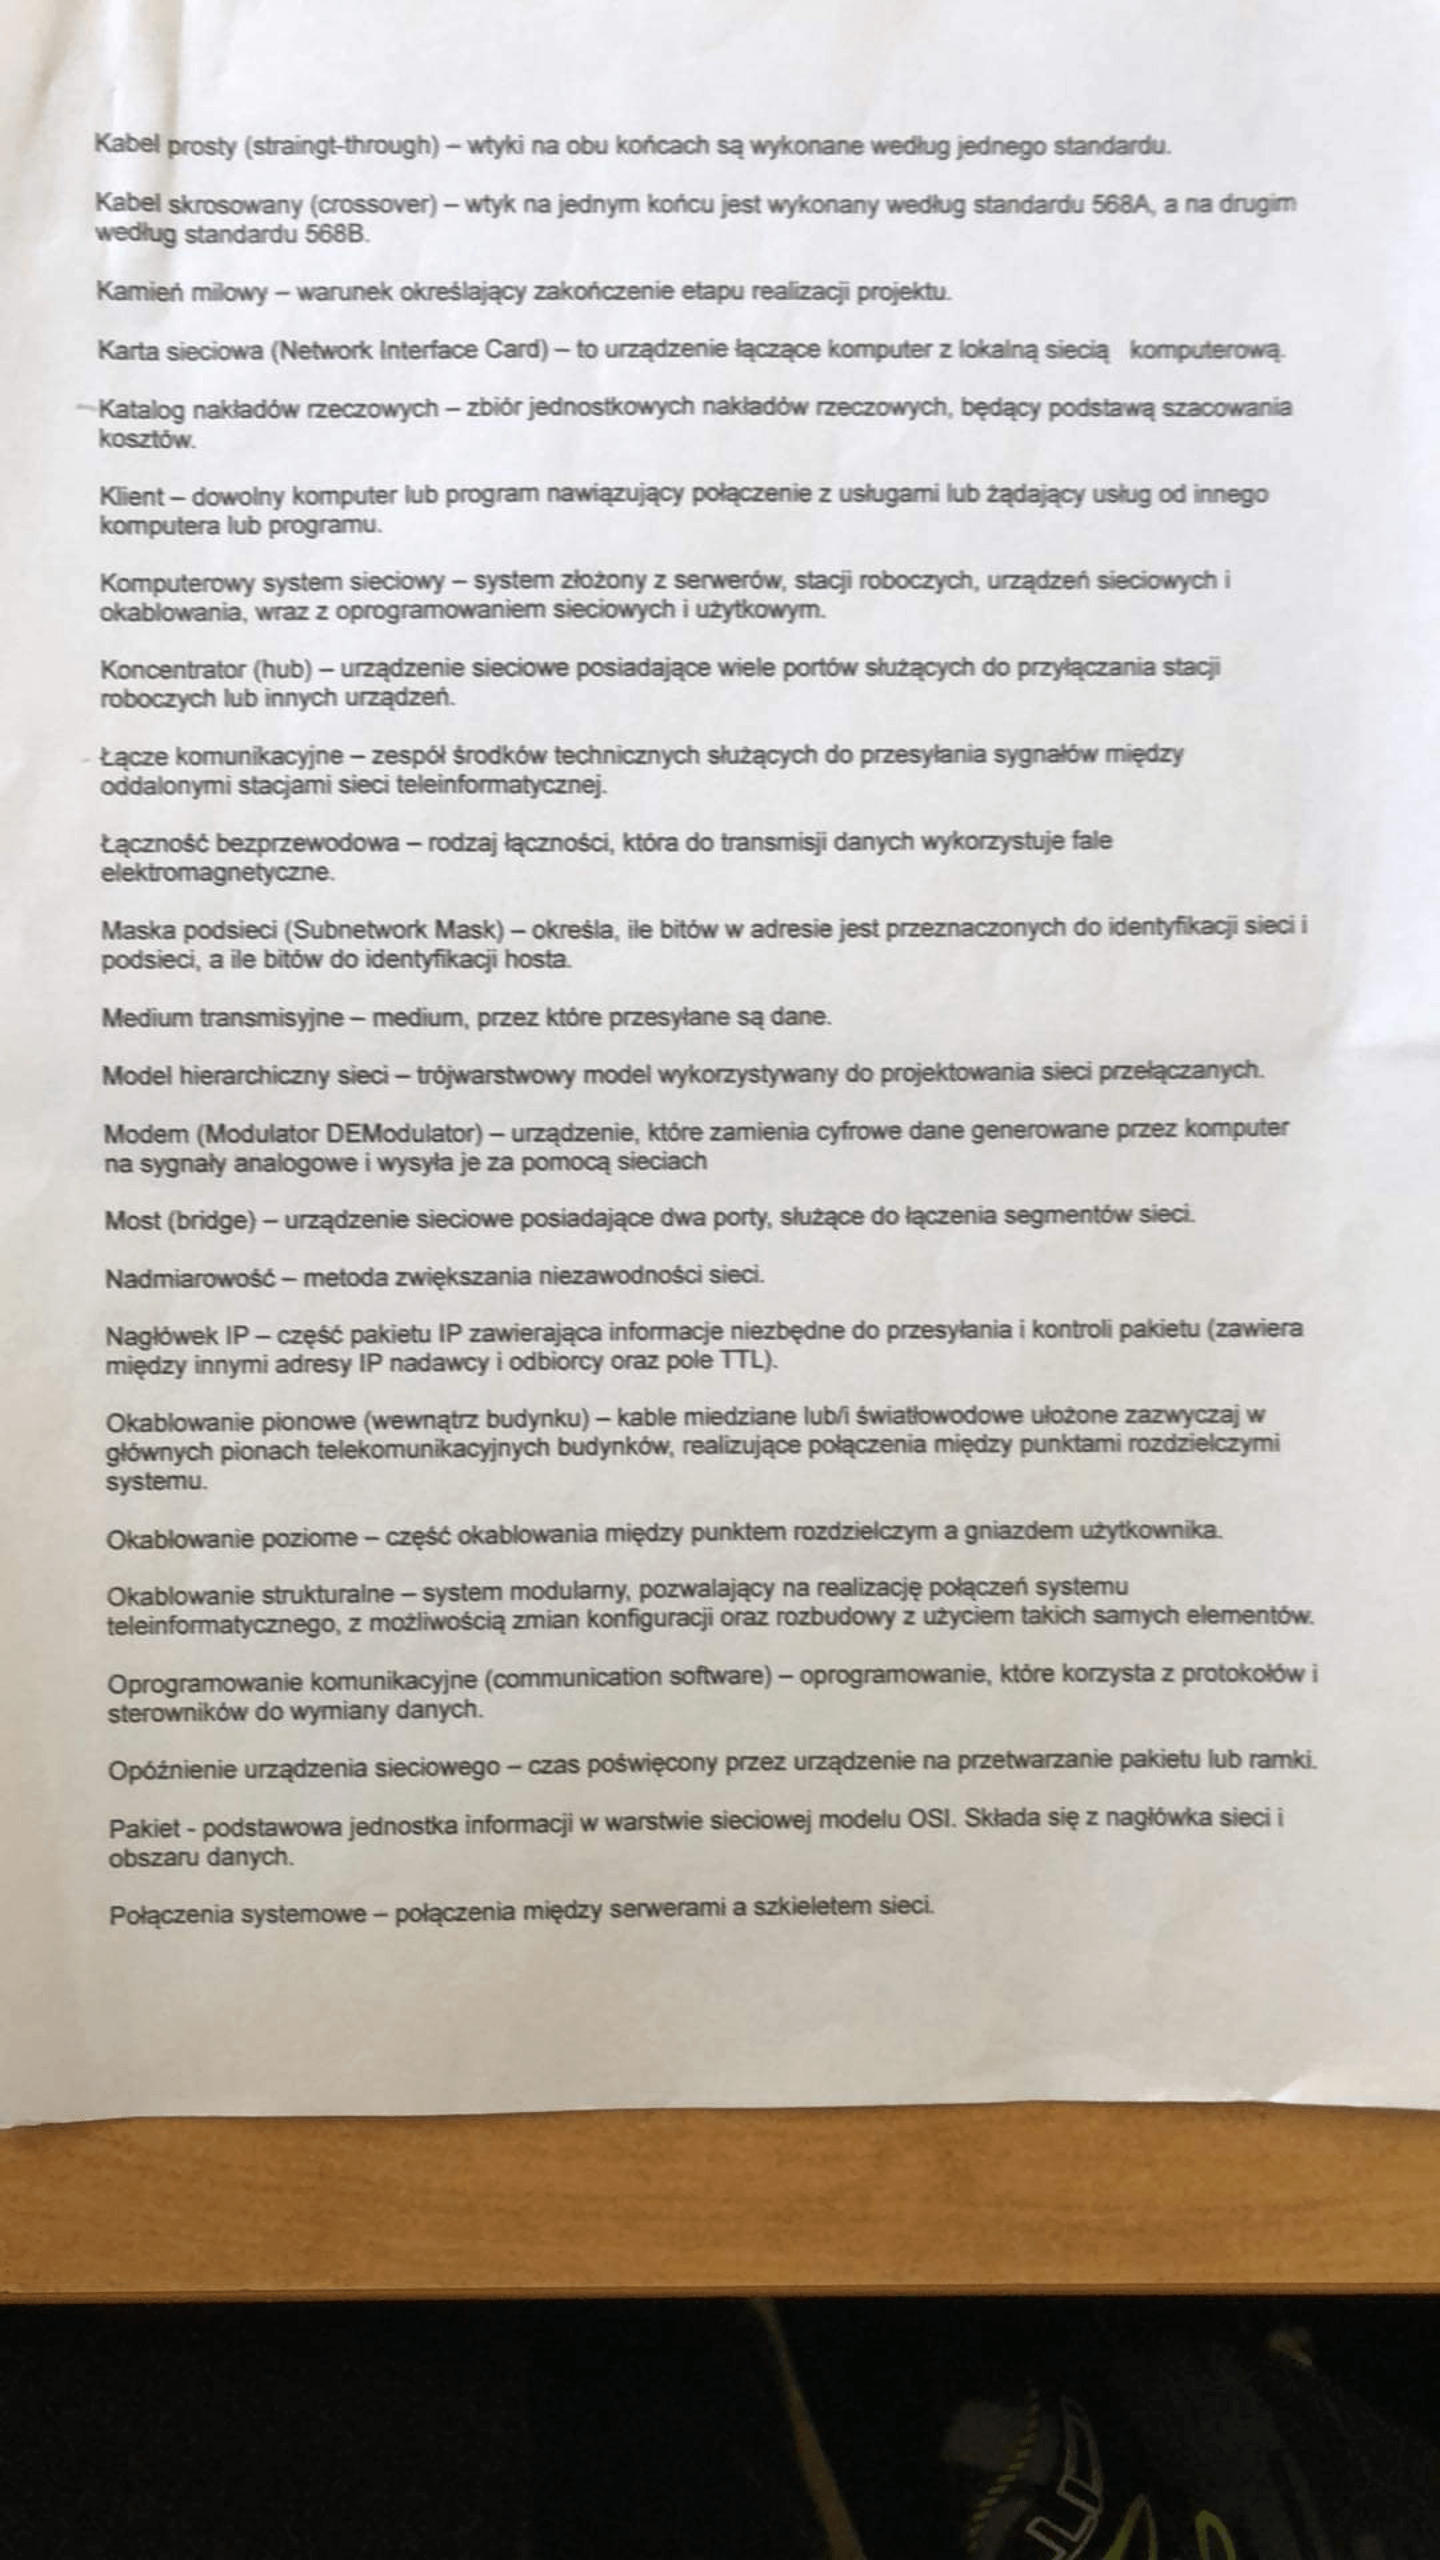 Kabel prosty (straingt-through) – wtyki na obu końcach są wykonane według jednego standardu.
Kabel skrosowany (crossover) – wtyk na jednym końcu jest wykonany według standardu 568A, a na drugim
według standardu 568B.
Kamień milowy – warunek określający zakończenie etapu realizacji projektu.
Karta sieciowa (Network Interface Card) – to urządzenie łączące komputer z lokalną siecią komputerową.
Katalog nakładów rzeczowych – zbiór jednostkowych nakładów rzeczowych, będący podstawą szacowania
kosztów.
Klient – dowolny komputer lub program nawiązujący połączenie z usługami lub żądający usług od innego
komputera lub programu.
Komputerowy system sieciowy – system złożony z serwerów, stacji roboczych, urządzeń sieciowych i
okablowania, wraz z oprogramowaniem sieciowych i użytkowym.
Koncentrator (hub) – urządzenie sieciowe posiadające wiele portów służących do przyłączania stacji
roboczych lub innych urządzeń.
Łącze komunikacyjne – zespół środków technicznych służących do przesyłania sygnałów między
oddalonymi stacjami sieci teleinformatycznej.
Łączność bezprzewodowa – rodzaj łączności, która do transmisji danych wykorzystuje fale
elektromagnetyczne.
Maska podsieci (Subnetwork Mask) – określa, ile bitów w adresie jest przeznaczonych do identyfikacji sieci i
podsieci, a ile bitów do identyfikacji hosta.
Medium transmisyjne – medium, przez które przesyłane są dane.
Model hierarchiczny sieci – trójwarstwowy model wykorzystywany do projektowania sieci przełączanych.
Modem (Modulator DEModulator) – urządzenie, które zamienia cyfrowe dane generowane przez komputer
na sygnały analogowe i wysyła je za pomocą sieciach
Most (bridge) – urządzenie sieciowe posiadające dwa porty, służące do łączenia segmentów sieci.
Nadmiarowość – metoda zwiększania niezawodności sieci.
Nagłówek IP – część pakietu IP zawierająca informacje niezbędne do przesyłania i kontroli pakietu (zawiera
między innymi adresy IP nadawcy i odbiorcy oraz pole TTL).
Okablowanie pionowe (wewnątrz budynku) – kable miedziane lub/i światłowodowe ułożone zazwyczaj w
głównych pionach telekomunikacyjnych budynków, realizujące połączenia między punktami rozdzielczymi
systemu.
Okablowanie poziome – część okablowania między punktem rozdzielczym a gniazdem użytkownika.
Okablowanie strukturalne – system modularny, pozwalający na realizację połączeń systemu
teleinformatycznego, z możliwością zmian konfiguracji oraz rozbudowy z użyciem takich samych elementów.
Oprogramowanie komunikacyjne (communication software) – oprogramowanie, które korzysta z protokołów i
sterowników do wymiany danych.
Opóźnienie urządzenia sieciowego – czas poświęcony przez urządzenie na przetwarzanie pakietu lub ramki.
Pakiet - podstawowa jednostka informacji w warstwie sieciowej modelu OSI. Składa się z nagłówka sieci i
obszaru danych.
Połączenia systemowe – połączenia między serwerami a szkieletem sieci.